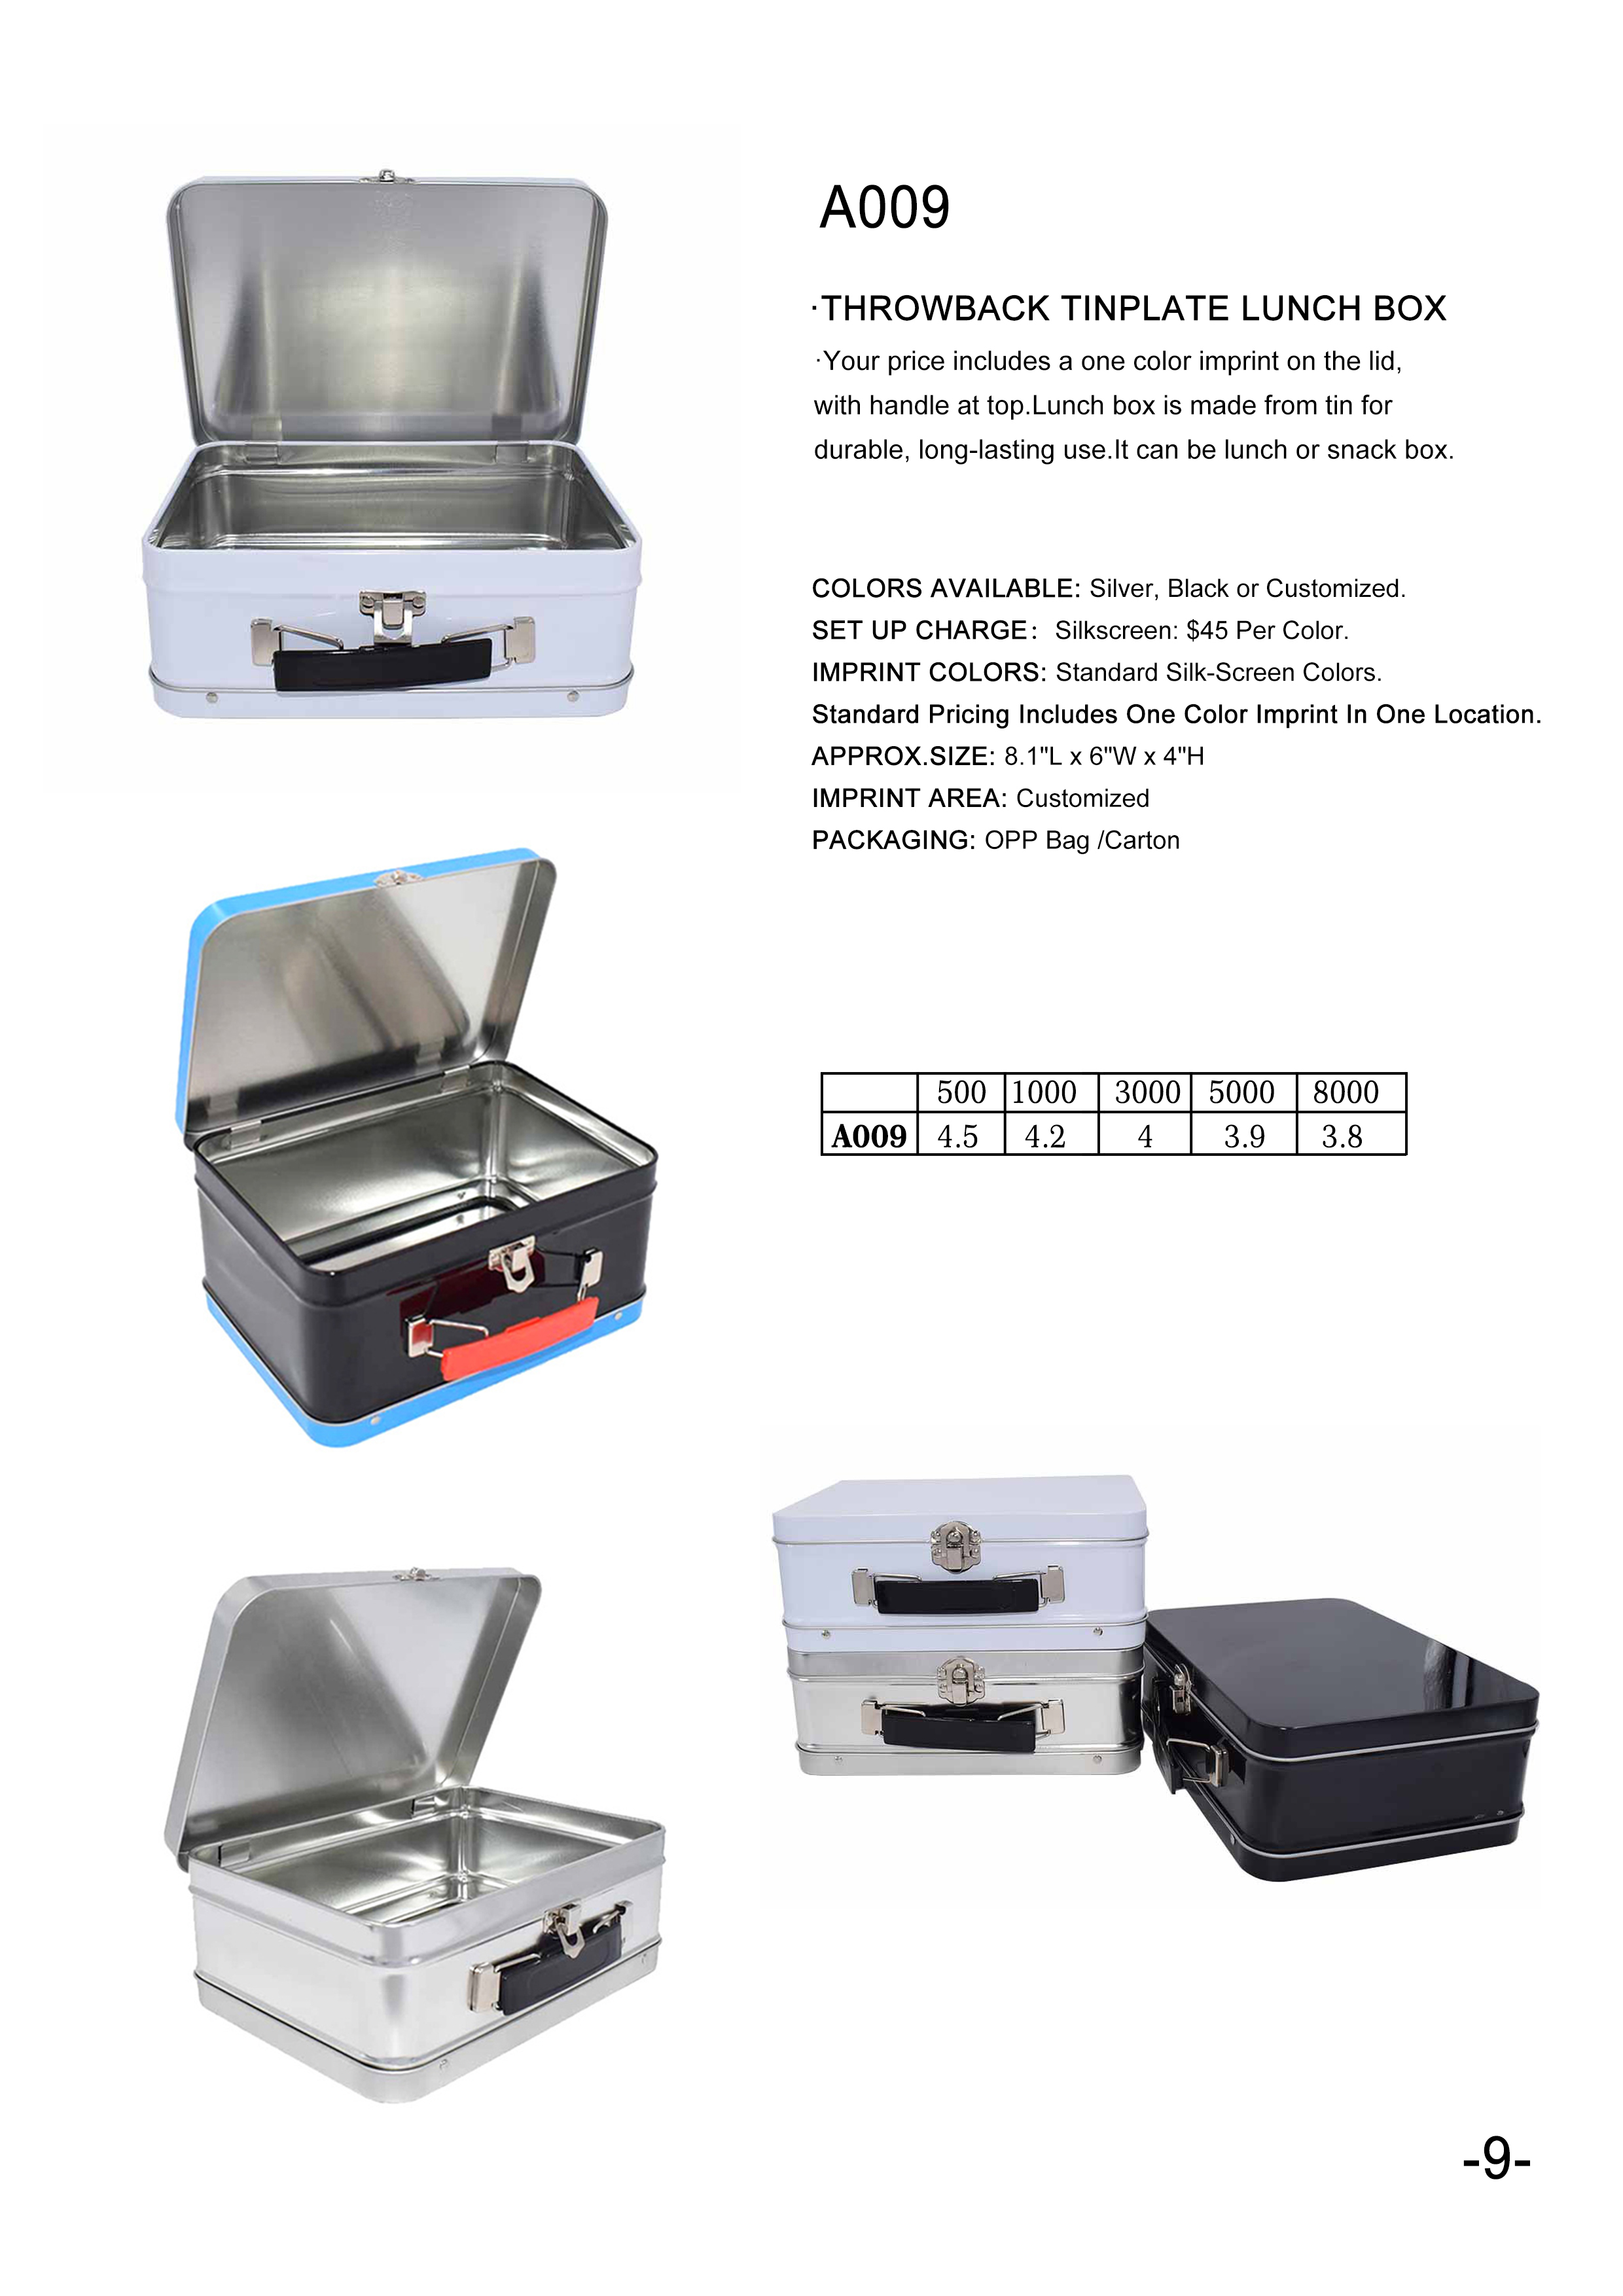 A009
·THROWBACK TINPLATE LUNCH BOX
·Your price includes a one color imprint on the lid,
with handle at top.Lunch box is made from tin for
durable, long-lasting use.It can be lunch or snack box.
COLORS AVAILABLE: Silver, Black or Customized.
SET UP CHARGE: Silkscreen: $45 Per Color.
IMPRINT COLORS: Standard Silk-Screen Colors.
Standard Pricing Includes One Color Imprint In One Location.
APPROX.SIZE: 8.1"L x 6"W x 4"H
IMPRINT AREA: Customized
PACKAGING: OPP Bag /Carton
500 1000 3000 5000 8000
A009 4.5 4.2 4 3.9 3.8
-9-